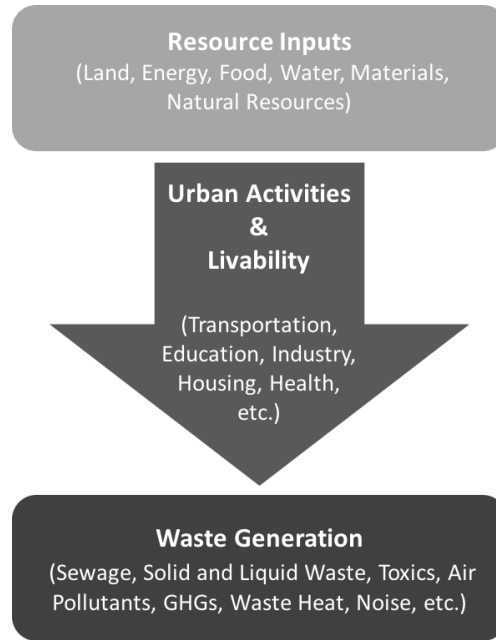 Resource Inputs
(Land, Energy, Food, Water, Materials,
Natural Resources)
Urban Activities
&
Livability
(Transportation,
Education, Industry,
Housing, Health,
etc.)
Waste Generation
(Sewage, Solid and Liquid Waste, Toxics, Air
Pollutants, GHGs, Waste Heat, Noise, etc.)